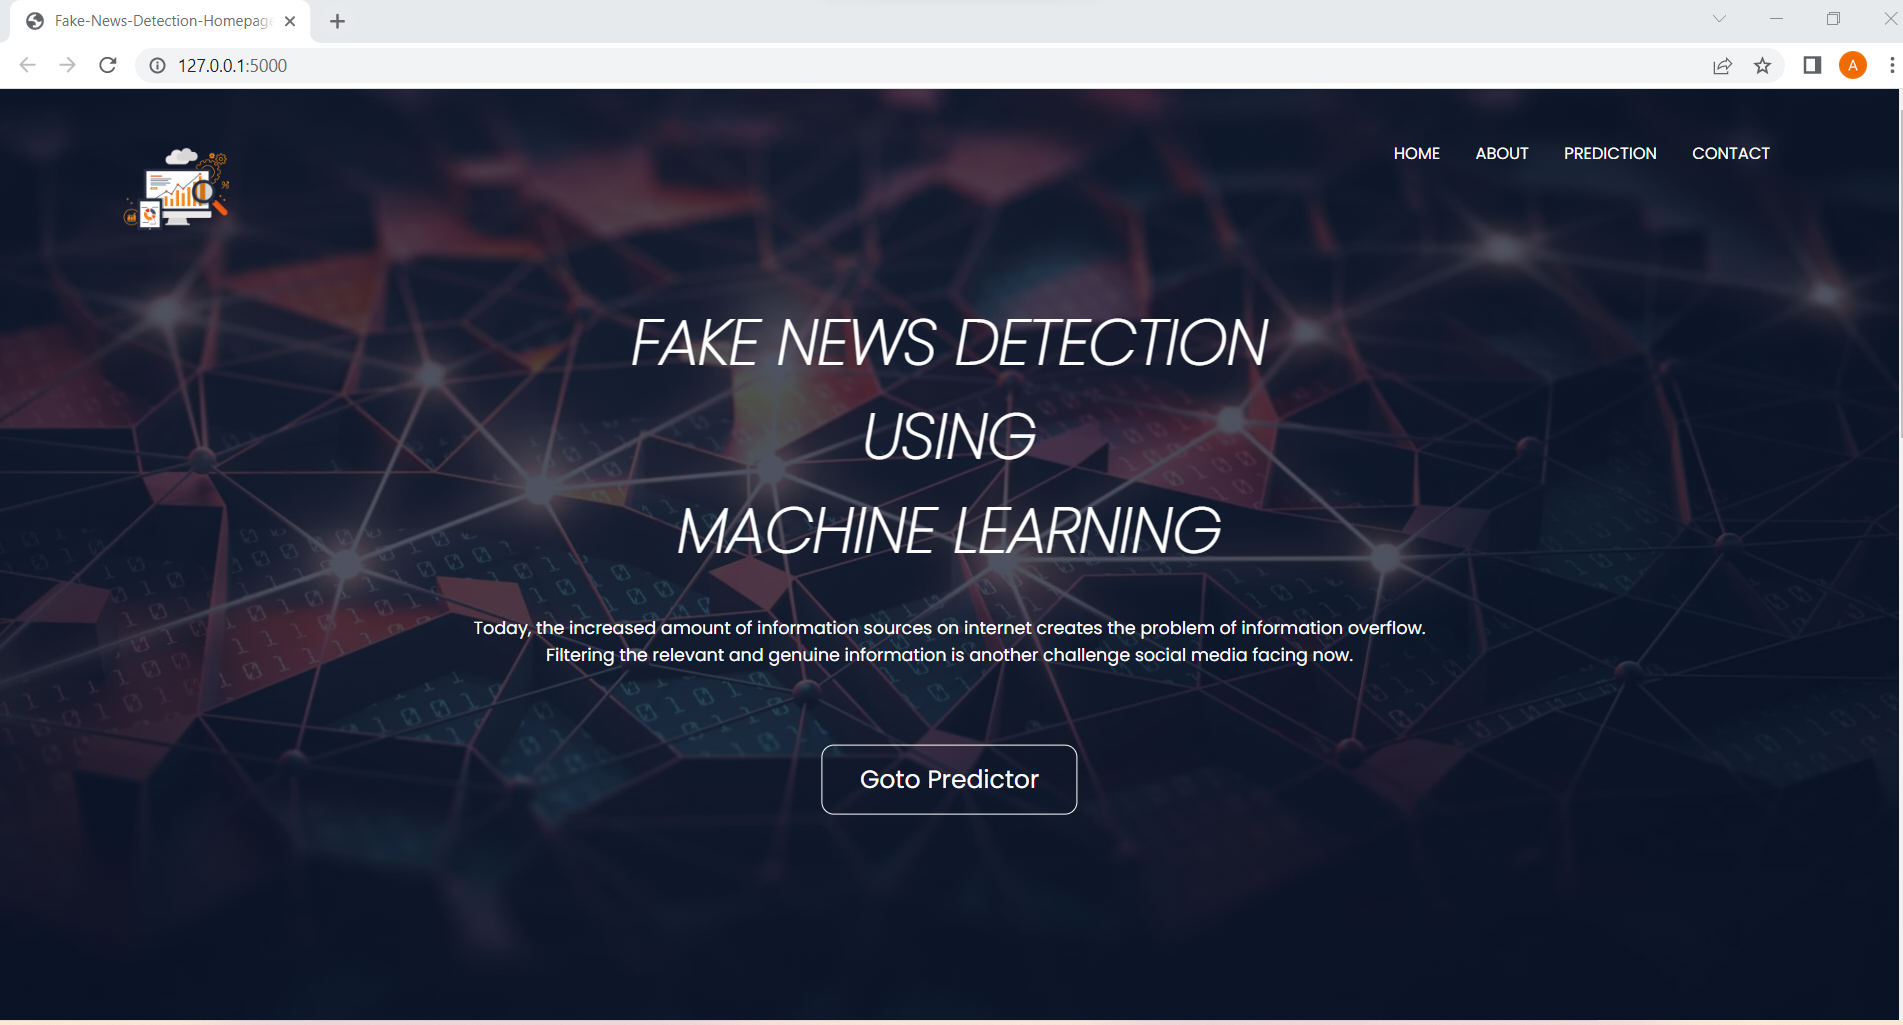 Fake-News-Detection-Homepag
127.0.0.1:5000
A
HOME ABOUT PREDICTION CONTACT
FAKE NEWS DETECTION
USING
MACHINE LEARNING
Today, the increased amount of information sources on internet creates the problem of information overflow.
Filtering the relevant and genuine information is another challenge social media facing now.
Goto Predictor